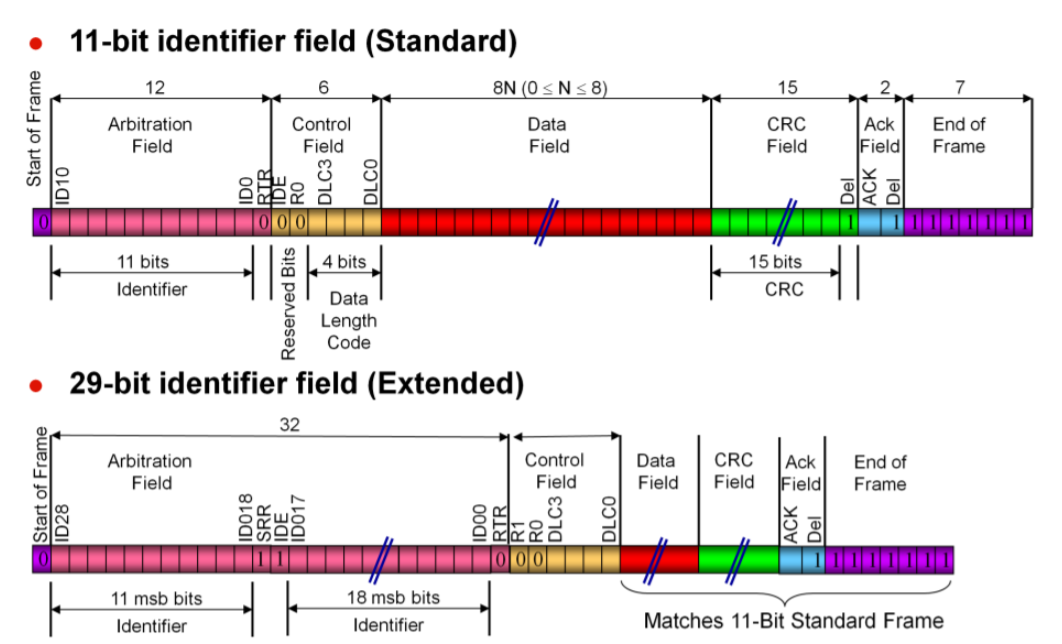 11-bit identifier field (Standard)
Start of Frame
12
6
8N (0 ≤ N ≤ 8)
15
2
7
Arbitration
Field
Control
Field
Data
Field
CRC
Field
Ack
Field
End of
Frame
ID10
ID0
RTR
IDE
R0
DLC3
DLC0
Del
ACK
Del
0
0
0 0
1
1
1 1 1 1 1 1 1
11 bits
Identifier
Reserved Bits
4 bits
Data
Length
Code
15 bits
CRC
29-bit identifier field (Extended)
Start of Frame
32
Arbitration
Field
Control
Field
Data
Field
CRC
Field
Ack
Field
End of
Frame
ID28
ID018
SRR
IDE
ID017
ID00
RTR
R1
R0
DLC3
DLC0
ACK
Del
0
1 1
0
0 0
1
1 1 1 1 1 1 1
11 msb bits
Identifier
18 msb bits
Identifier
Matches 11-Bit Standard Frame